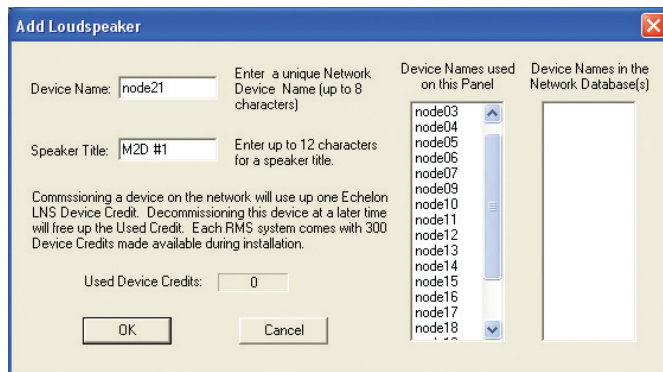 Add Loudspeaker
Device Name:
node21
Enter a unique Network
Device Name (up to 8
characters)
Speaker Title:
M2D #1
Enter up to 12 characters
for a speaker title.
Commssioning a device on the network will use up one Echelon
LNS Device Credit. Decommissioning this device at a later time
will free up the Used Credit. Each RMS system comes with 300
Device Credits made available during installation.
Used Device Credits:
0
OK
Cancel
Device Names used
on this Panel
node03
node04
node05
node06
node07
node09
node10
node11
node12
node13
node14
node15
node16
node17
node18
Device Names in the
Network Database(s)